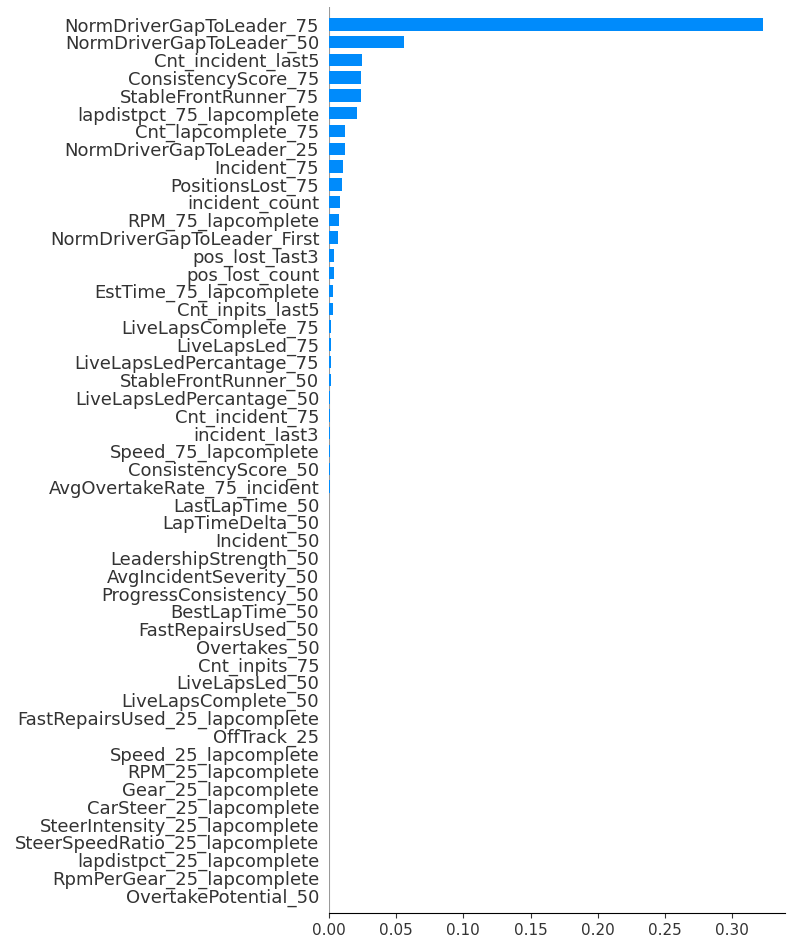 NormDriverGapToLeader_75
NormDriverGapToLeader_50
Cnt_incident_last5
ConsistencyScore_75
StableFrontRunner_75
lapdistpct_75_lapcomplete
Cnt_lapcomplete_75
NormDriverGapToLeader_25
Incident_75
PositionsLost_75
incident_count
RPM_75_lapcomplete
NormDriverGapToLeader_First
pos_lost_last3
pos_lost_count
EstTime_75_lapcomplete
Cnt_inpits_last5
LiveLapsComplete_75
LiveLapsLed_75
LiveLapsLedPercantage_75
StableFrontRunner_50
LiveLapsLedPercantage_50
Cnt_incident_75
incident_last3
Speed_75_lapcomplete
ConsistencyScore_50
AvgOvertakeRate_75_incident
LastLapTime_50
LapTimeDelta_50
Incident_50
LeadershipStrength_50
AvgIncidentSeverity_50
ProgressConsistency_50
BestLapTime_50
FastRepairsUsed_50
Overtakes_50
Cnt_inpits_75
LiveLapsLed_50
LiveLapsComplete_50
FastRepairsUsed_25_lapcomplete
OffTrack_25
Speed_25_lapcomplete
RPM_25_lapcomplete
Gear_25_lapcomplete
CarSteer_25_lapcomplete
SteerIntensity_25_lapcomplete
SteerSpeedRatio_25_lapcomplete
lapdistpct_25_lapcomplete
RpmPerGear_25_lapcomplete
OvertakePotential_50
0.00 0.05 0.10 0.15 0.20 0.25 0.30